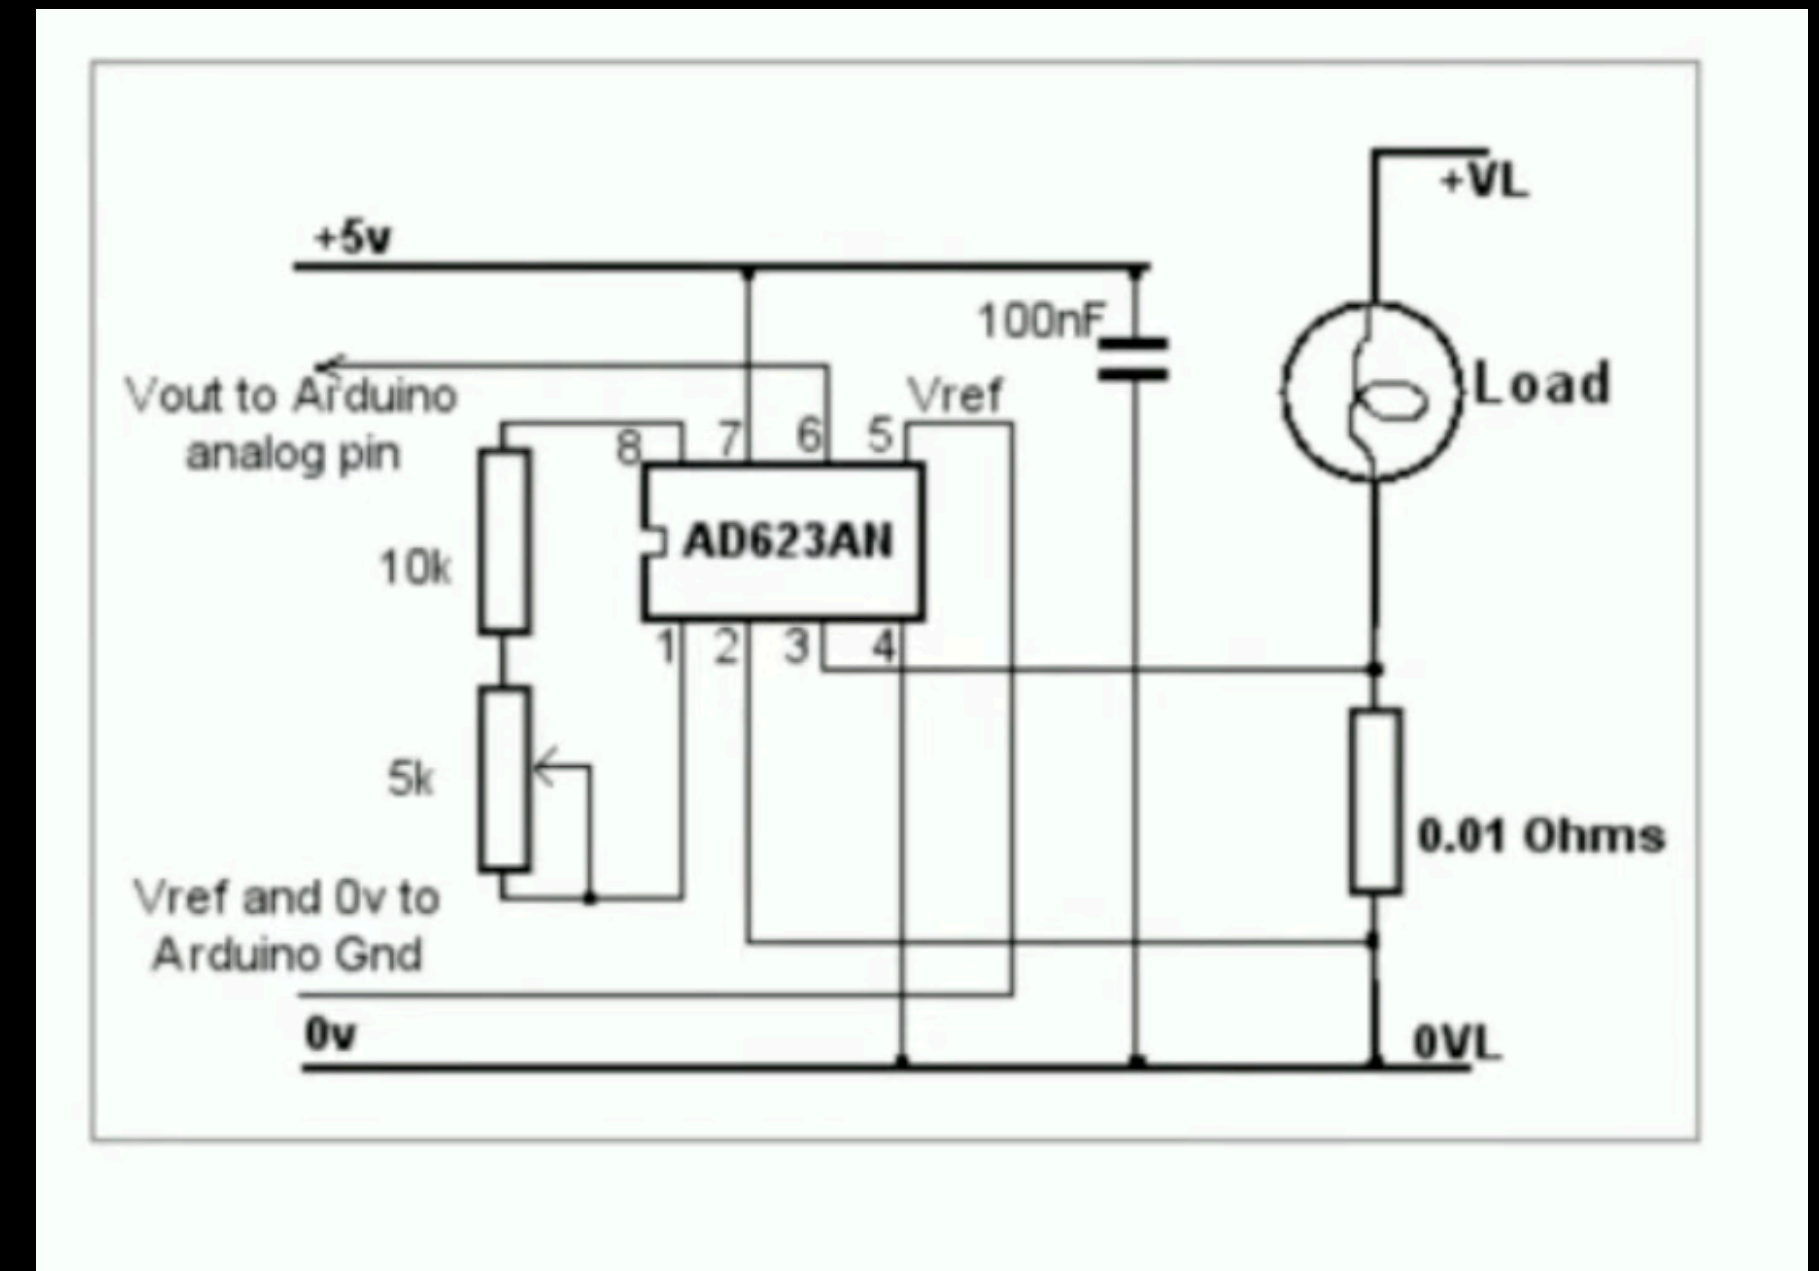 +VL
+5v
100nF
Vout to Arduino
analog pin
Vref
Load
8
7
6
5
AD623AN
10k
1
2
3
4
5k
0.01 Ohms
Vref and 0v to
Arduino Gnd
0v
0VL